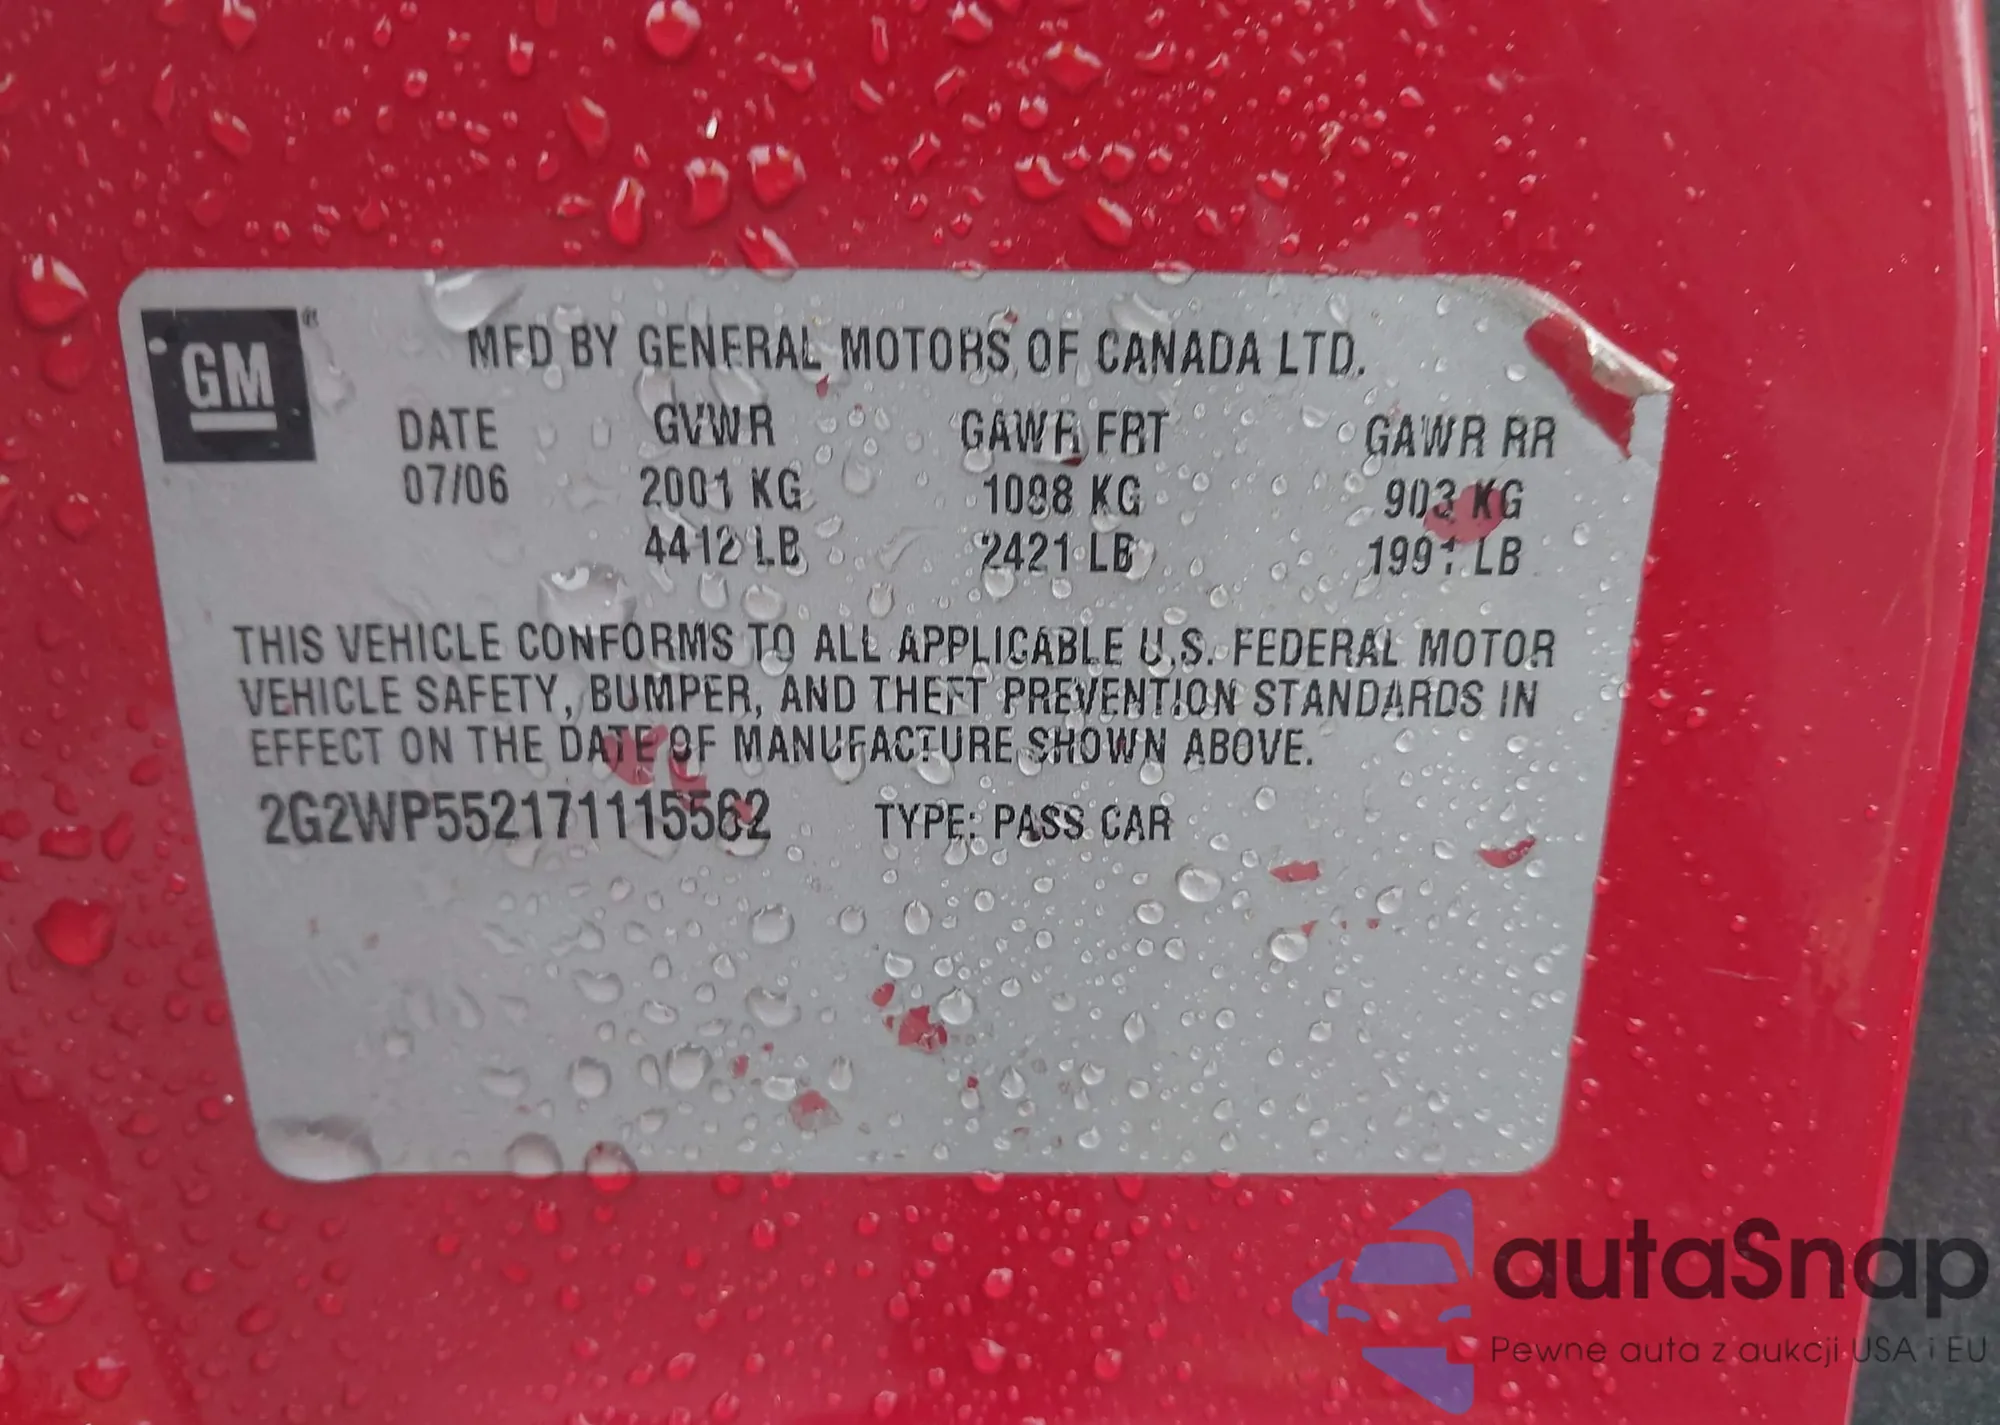 GM ®
MFD BY GENERAL MOTORS OF CANADA LTD.
DATE GVWR GAWR FRT GAWR RR
07/06 2001 KG 1098 KG 903 KG
4412 LB 2421 LB 1991 LB
THIS VEHICLE CONFORMS TO ALL APPLICABLE U.S. FEDERAL MOTOR
VEHICLE SAFETY, BUMPER, AND THEFT PREVENTION STANDARDS IN
EFFECT ON THE DATE OF MANUFACTURE SHOWN ABOVE.
2G2WP552171115562 TYPE: PASS CAR
autaSnap
Pewne auta z aukcji USA i EU